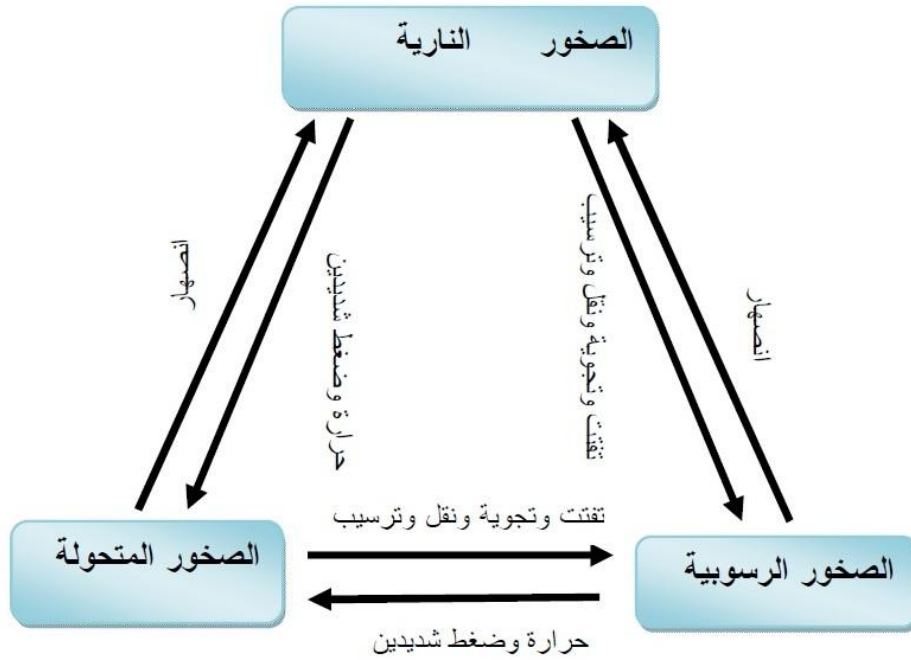 الصخور النارية
انصهار
حرارة وضغط شديدين
تفتت وتجوية ونقل وترسيب
انصهار
تفتت وتجوية ونقل وترسيب
الصخور المتحولة
الصخور الرسوبية
حرارة وضغط شديدين